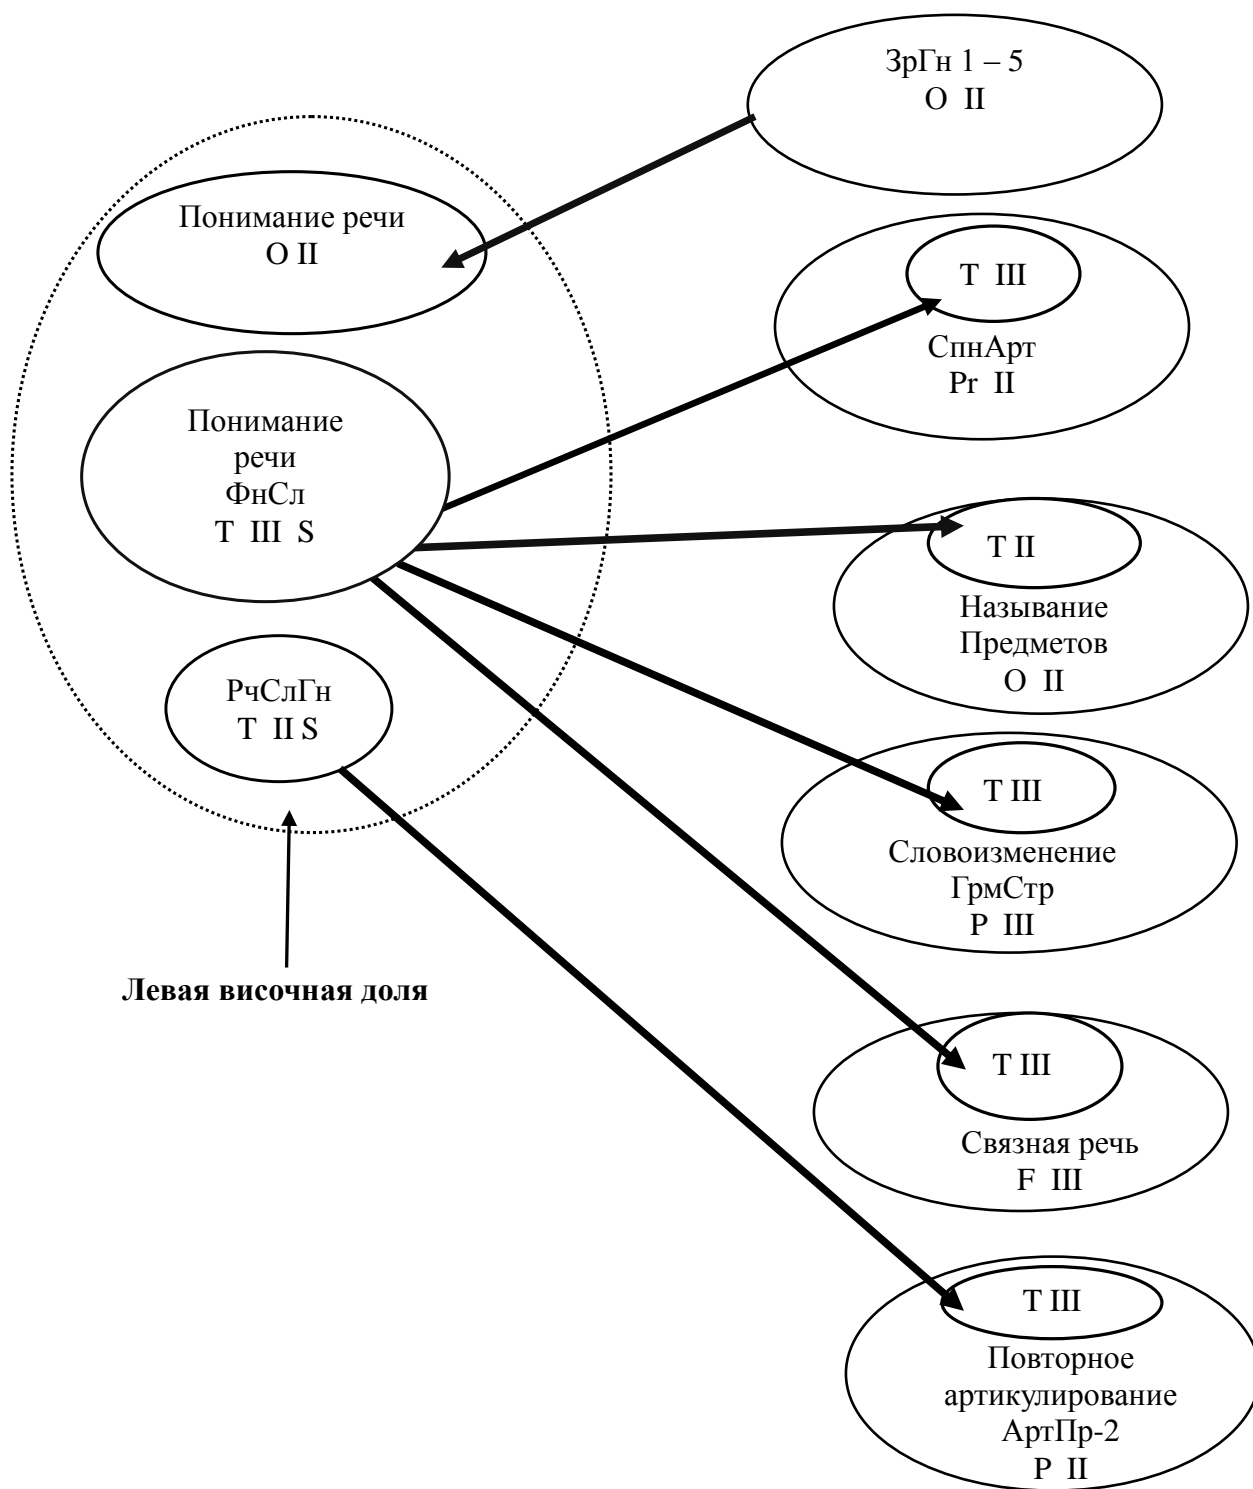 ЗрГн 1 – 5
O II
Понимание речи
O II
T III
СпнАрт
Pr II
Понимание
речи
ФнСл
T III S
T II
Называние
Предметов
O II
РчСлГн
T II S
T III
Словоизменение
ГрмСтр
P III
Левая височная доля
T III
Связная речь
F III
T III
Повторное
артикулирование
АртПр-2
P II